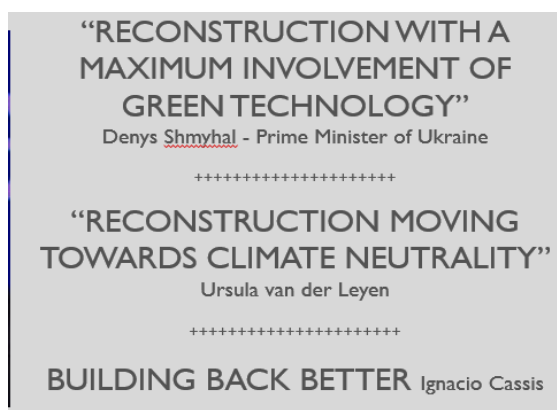 “RECONSTRUCTION WITH A
MAXIMUM INVOLVEMENT OF
GREEN TECHNOLOGY”
Denys Shmyhal - Prime Minister of Ukraine
+++++++++++++++++++++
“RECONSTRUCTION MOVING
TOWARDS CLIMATE NEUTRALITY”
Ursula van der Leyen
++++++++++++++++++++++
BUILDING BACK BETTER Ignacio Cassis